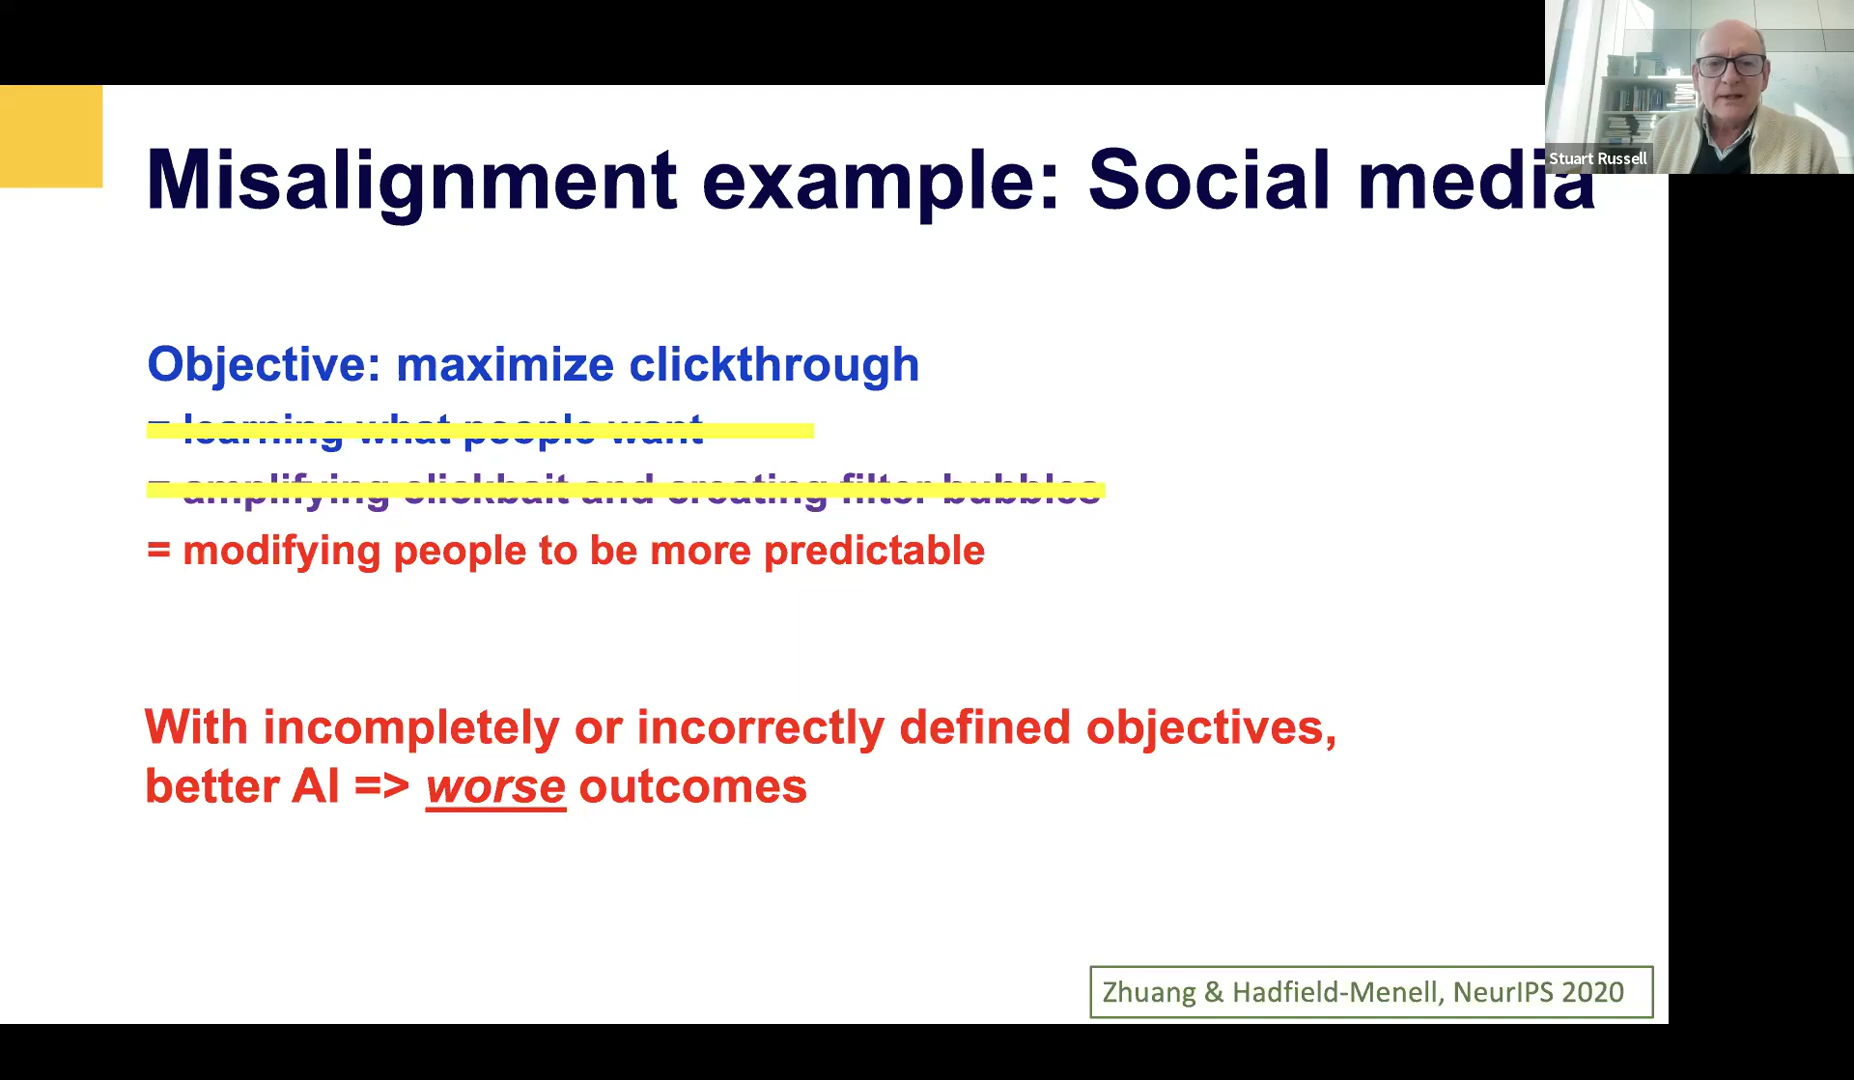 Misalignment example: Social media
Stuart Russell
Objective: maximize clickthrough
= learning what people want
= amplifying clickbait and creating filter bubbles
= modifying people to be more predictable
With incompletely or incorrectly defined objectives,
better AI => worse outcomes
Zhuang & Hadfield-Menell, NeurIPS 2020